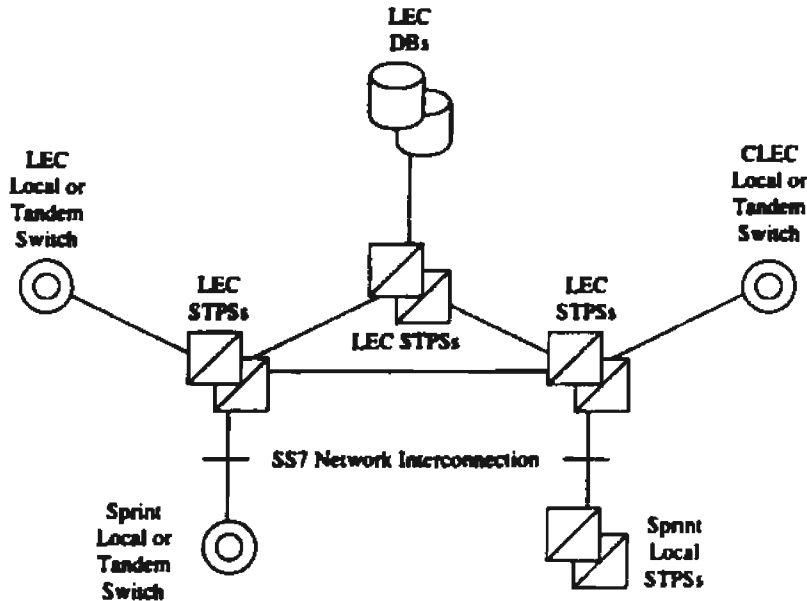 LEC
DBs
LEC
Local or
Tandem
Switch
CLEC
Local or
Tandem
Switch
LEC
STPSs
LEC STPSs
LEC
STPSs
SS7 Network Interconnection
Sprint
Local or
Tandem
Switch
Sprint
Local
STPSs